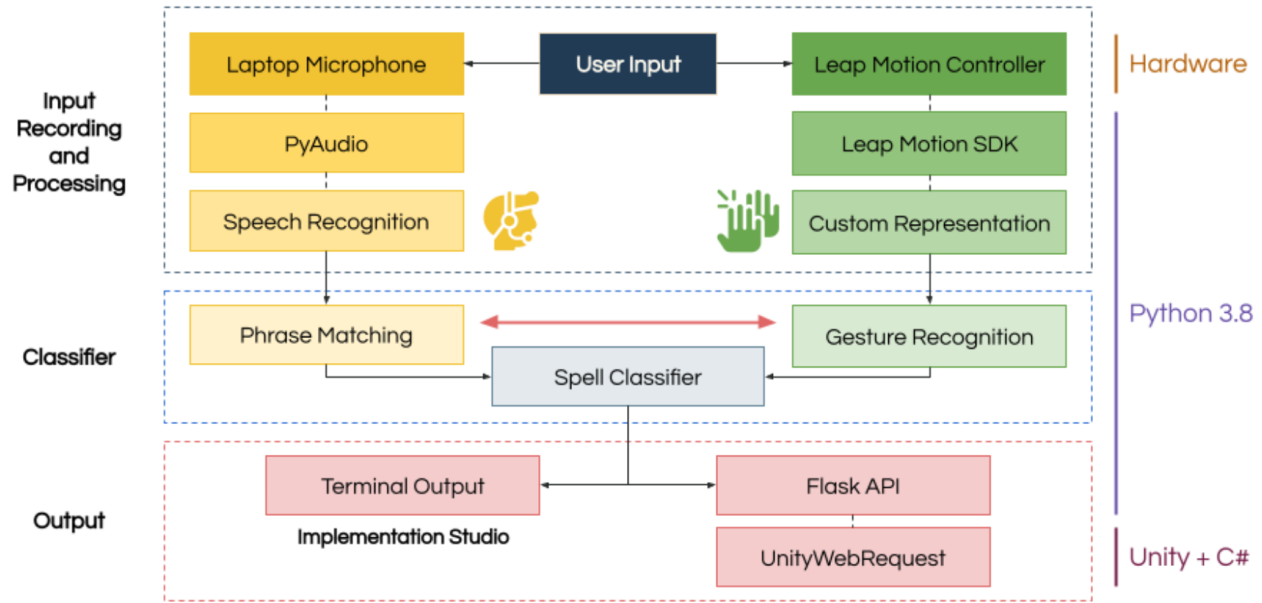 Laptop Microphone
User Input
Leap Motion Controller
Hardware
Input
Recording
and
Processing
PyAudio
Leap Motion SDK
Speech Recognition
Custom Representation
Python 3.8
Classifier
Phrase Matching
Gesture Recognition
Spell Classifier
Output
Terminal Output
Implementation Studio
Flask API
UnityWebRequest
Unity + C#